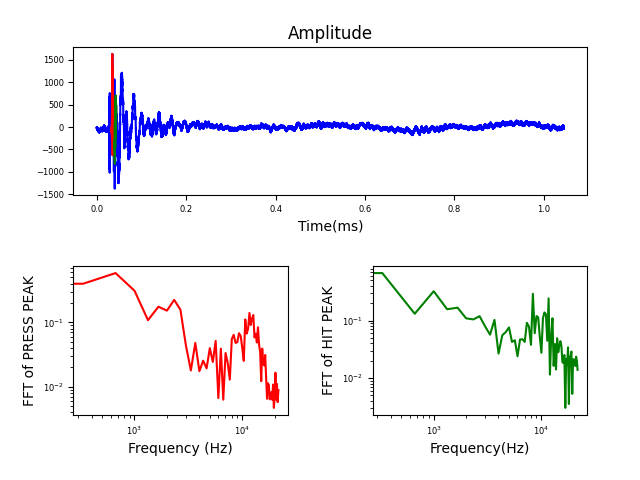 Amplitude
1500
1000
500
0
−500
−1000
−1500
0.0 0.2 0.4 0.6 0.8 1.0
Time(ms)
FFT of PRESS PEAK
10⁻¹
10⁻²
10³ 10⁴
Frequency (Hz)
FFT of HIT PEAK
10⁻¹
10⁻²
10³ 10⁴
Frequency(Hz)